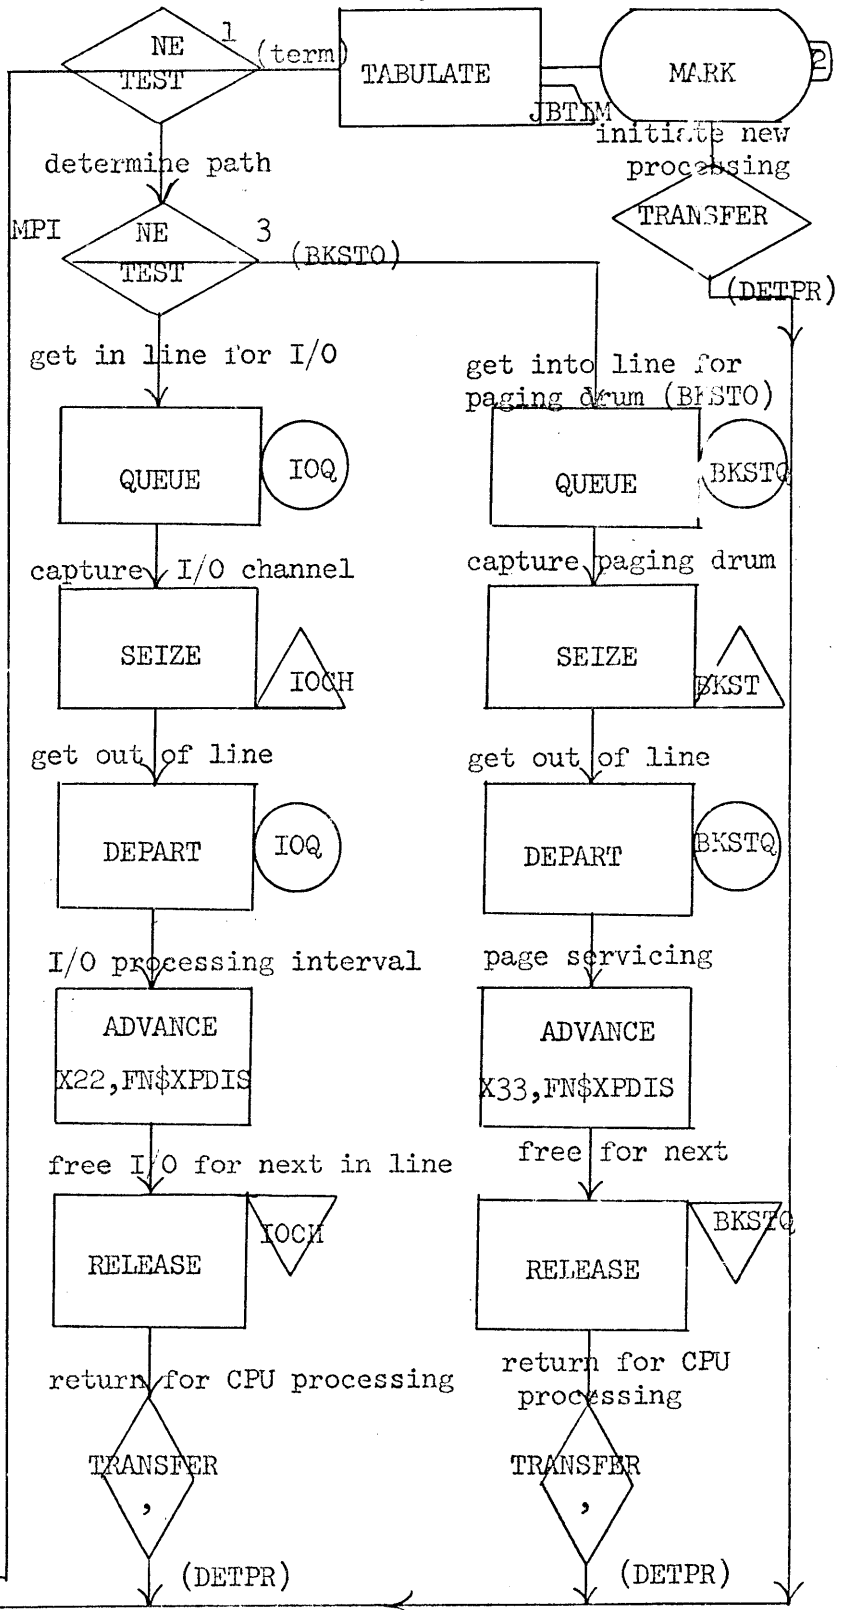 NE 1 (term)
TEST
TABULATE
JBTIM
MARK 2
initiate new
processing
TRANSFER
(DETPR)
determine path
MPI NE 3 (BKSTO)
TEST
get in line for I/O
QUEUE IOQ
capture I/O channel
SEIZE IOCH
get out of line
DEPART IOQ
I/O processing interval
ADVANCE
X22,FN$XPDIS
free I/O for next in line
RELEASE IOCH
return for CPU processing
TRANSFER
,
(DETPR)
get into line for
paging drum (BKSTO)
QUEUE BKSTQ
capture paging drum
SEIZE BKST
get out of line
DEPART BKSTQ
page servicing
ADVANCE
X33,FN$XPDIS
free for next
RELEASE BKSTQ
return for CPU
processing
TRANSFER
,
(DETPR)